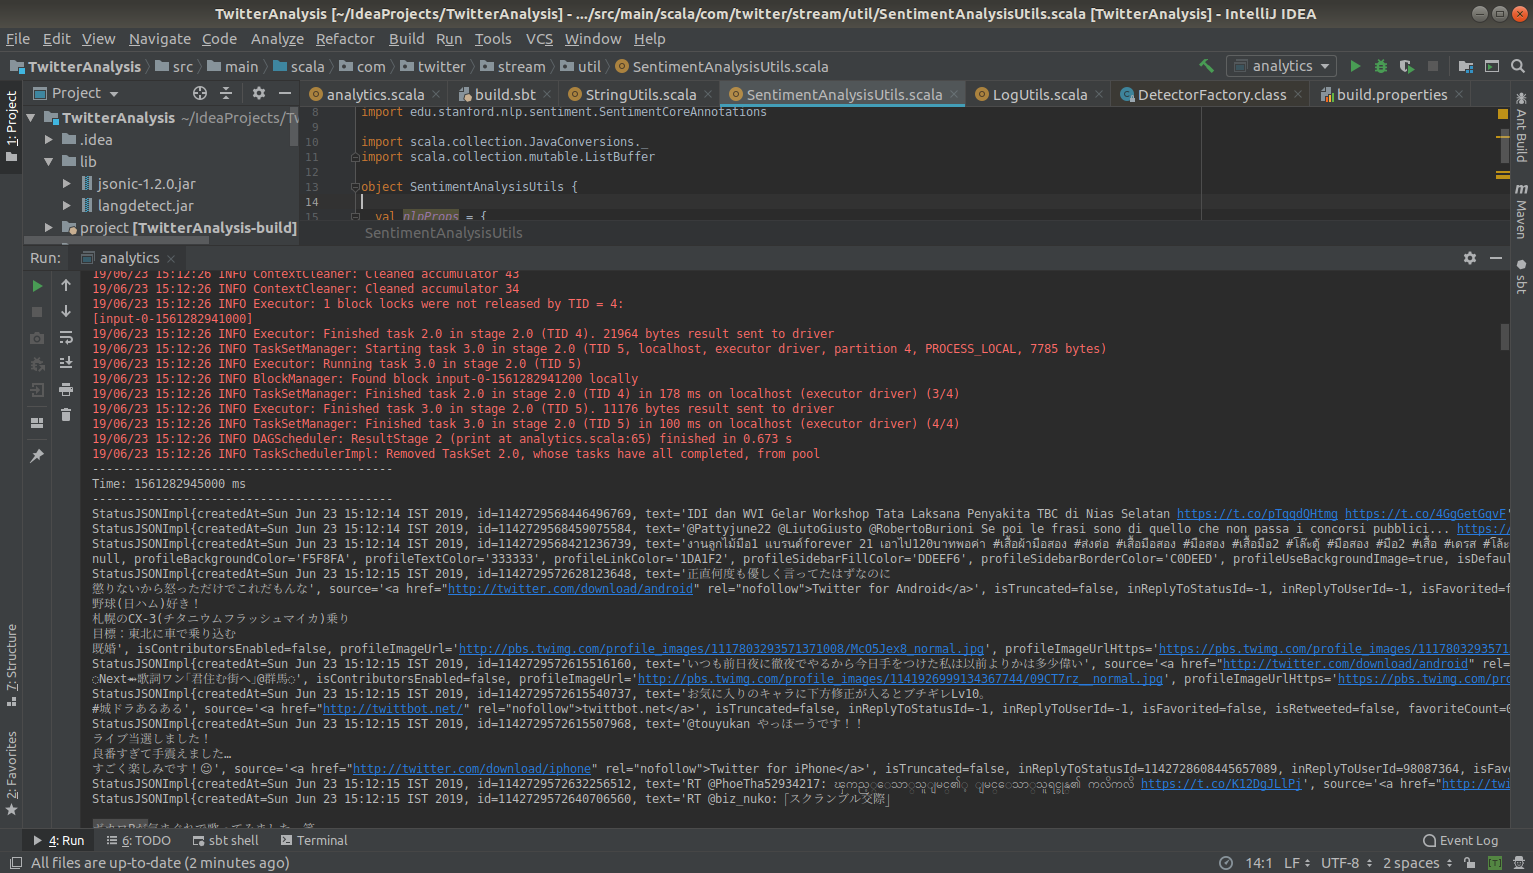 TwitterAnalysis [~/IdeaProjects/TwitterAnalysis] - .../src/main/scala/com/twitter/stream/util/SentimentAnalysisUtils.scala [TwitterAnalysis] - IntelliJ IDEA
File Edit View Navigate Code Analyze Refactor Build Run Tools VCS Window Help
TwitterAnalysis src main scala com twitter stream util SentimentAnalysisUtils.scala analytics
Project analytics.scala build.sbt StringUtils.scala SentimentAnalysisUtils.scala LogUtils.scala DetectorFactory.class build.properties
1: Project
TwitterAnalysis ~/IdeaProjects/Tw
.idea
lib
jsonic-1.2.0.jar
langdetect.jar
project [TwitterAnalysis-build]
8 import edu.stanford.nlp.sentiment.SentimentCoreAnnotations
9
10 import scala.collection.JavaConversions._
11 import scala.collection.mutable.ListBuffer
12
13 object SentimentAnalysisUtils {
14
15 val nlpProps = {
SentimentAnalysisUtils
Ant Build
Maven
sbt
Run: analytics
19/06/23 15:12:26 INFO ContextCleaner: Cleaned accumulator 43
19/06/23 15:12:26 INFO ContextCleaner: Cleaned accumulator 34
19/06/23 15:12:26 INFO Executor: 1 block locks were not released by TID = 4:
[input-0-1561282941000]
19/06/23 15:12:26 INFO Executor: Finished task 2.0 in stage 2.0 (TID 4). 21964 bytes result sent to driver
19/06/23 15:12:26 INFO TaskSetManager: Starting task 3.0 in stage 2.0 (TID 5, localhost, executor driver, partition 4, PROCESS_LOCAL, 7785 bytes)
19/06/23 15:12:26 INFO Executor: Running task 3.0 in stage 2.0 (TID 5)
19/06/23 15:12:26 INFO BlockManager: Found block input-0-1561282941200 locally
19/06/23 15:12:26 INFO TaskSetManager: Finished task 2.0 in stage 2.0 (TID 4) in 178 ms on localhost (executor driver) (3/4)
19/06/23 15:12:26 INFO Executor: Finished task 3.0 in stage 2.0 (TID 5). 11176 bytes result sent to driver
19/06/23 15:12:26 INFO TaskSetManager: Finished task 3.0 in stage 2.0 (TID 5) in 100 ms on localhost (executor driver) (4/4)
19/06/23 15:12:26 INFO DAGScheduler: ResultStage 2 (print at analytics.scala:65) finished in 0.673 s
19/06/23 15:12:26 INFO TaskSchedulerImpl: Removed TaskSet 2.0, whose tasks have all completed, from pool
-------------------------------------------
Time: 1561282945000 ms
-------------------------------------------
StatusJSONImpl{createdAt=Sun Jun 23 15:12:14 IST 2019, id=1142729568446496769, text='IDI dan WVI Gelar Workshop Tata Laksana Penyakita TBC di Nias Selatan https://t.co/pTqqdQHtmg https://t.co/4GgGetGqvF'
StatusJSONImpl{createdAt=Sun Jun 23 15:12:14 IST 2019, id=1142729568459075584, text='@Pattyjune22 @LiutoGiusto @RobertoBurioni Se poi le frasi sono di quello che non passa i concorsi pubblici... https:/
StatusJSONImpl{createdAt=Sun Jun 23 15:12:14 IST 2019, id=1142729568421236739, text='งานลูกไม้มือ1 แบรนด์forever 21 เอาไป120บาทพอค่า #เสื้อผ้ามือสอง #ส่งต่อ #เสื้อมือสอง #มือสอง #เสื้อมือ2 #โล๊ะตู้ #มือสอง #มือ2 #เสื้อ #เดรส #โล๊ะ
null, profileBackgroundColor='F5F8FA', profileTextColor='333333', profileLinkColor='1DA1F2', profileSidebarFillColor='DDEEF6', profileSidebarBorderColor='C0DEED', profileUseBackgroundImage=true, isDefaul
StatusJSONImpl{createdAt=Sun Jun 23 15:12:15 IST 2019, id=1142729572628123648, text='正直何度も優しく言ってたはずなのに
懲りないから怒っただけでこれだもんな', source='<a href="http://twitter.com/download/android" rel="nofollow">Twitter for Android</a>', isTruncated=false, inReplyToStatusId=-1, inReplyToUserId=-1, isFavorited=f
野球(日ハム)好き！
札幌のCX-3(チタニウムフラッシュマイカ)乗り
目標：東北に車で乗り込む
既婚', isContributorsEnabled=false, profileImageUrl='http://pbs.twimg.com/profile_images/1117803293571371008/McO5Jex8_normal.jpg', profileImageUrlHttps='https://pbs.twimg.com/profile_images/1117803293571
StatusJSONImpl{createdAt=Sun Jun 23 15:12:15 IST 2019, id=1142729572615516160, text='いつも前日夜に徹夜でやるから今日手をつけた私は以前よりかは多少偉い', source='<a href="http://twitter.com/download/android" rel=
Next⇴歌詞ワン｢君住む街へ｣@群馬', isContributorsEnabled=false, profileImageUrl='http://pbs.twimg.com/profile_images/1141926999134367744/09CT7rz__normal.jpg', profileImageUrlHttps='https://pbs.twimg.com/pro
StatusJSONImpl{createdAt=Sun Jun 23 15:12:15 IST 2019, id=1142729572615540737, text='お気に入りのキャラに下方修正が入るとブチギレLv10。
#城ドラあるある', source='<a href="http://twittbot.net/" rel="nofollow">twittbot.net</a>', isTruncated=false, inReplyToStatusId=-1, inReplyToUserId=-1, isFavorited=false, isRetweeted=false, favoriteCount=0
StatusJSONImpl{createdAt=Sun Jun 23 15:12:15 IST 2019, id=1142729572615507968, text='@touyukan やっほーうです！！
ライブ当選しました！
良番すぎて手震えました…
すごく楽しみです！☺', source='<a href="http://twitter.com/download/iphone" rel="nofollow">Twitter for iPhone</a>', isTruncated=false, inReplyToStatusId=1142728608445657089, inReplyToUserId=98087364, isFavo
StatusJSONImpl{createdAt=Sun Jun 23 15:12:15 IST 2019, id=1142729572632256512, text='RT @PhoeTha52934217: https://t.co/K12DgJLlPj', source='<a href="http://twi
StatusJSONImpl{createdAt=Sun Jun 23 15:12:15 IST 2019, id=1142729572640706560, text='RT @biz_nuko:「スクランブル交際」
7: Structure
2: Favorites
4: Run 6: TODO sbt shell Terminal Event Log
All files are up-to-date (2 minutes ago) 14:1 LF UTF-8 2 spaces